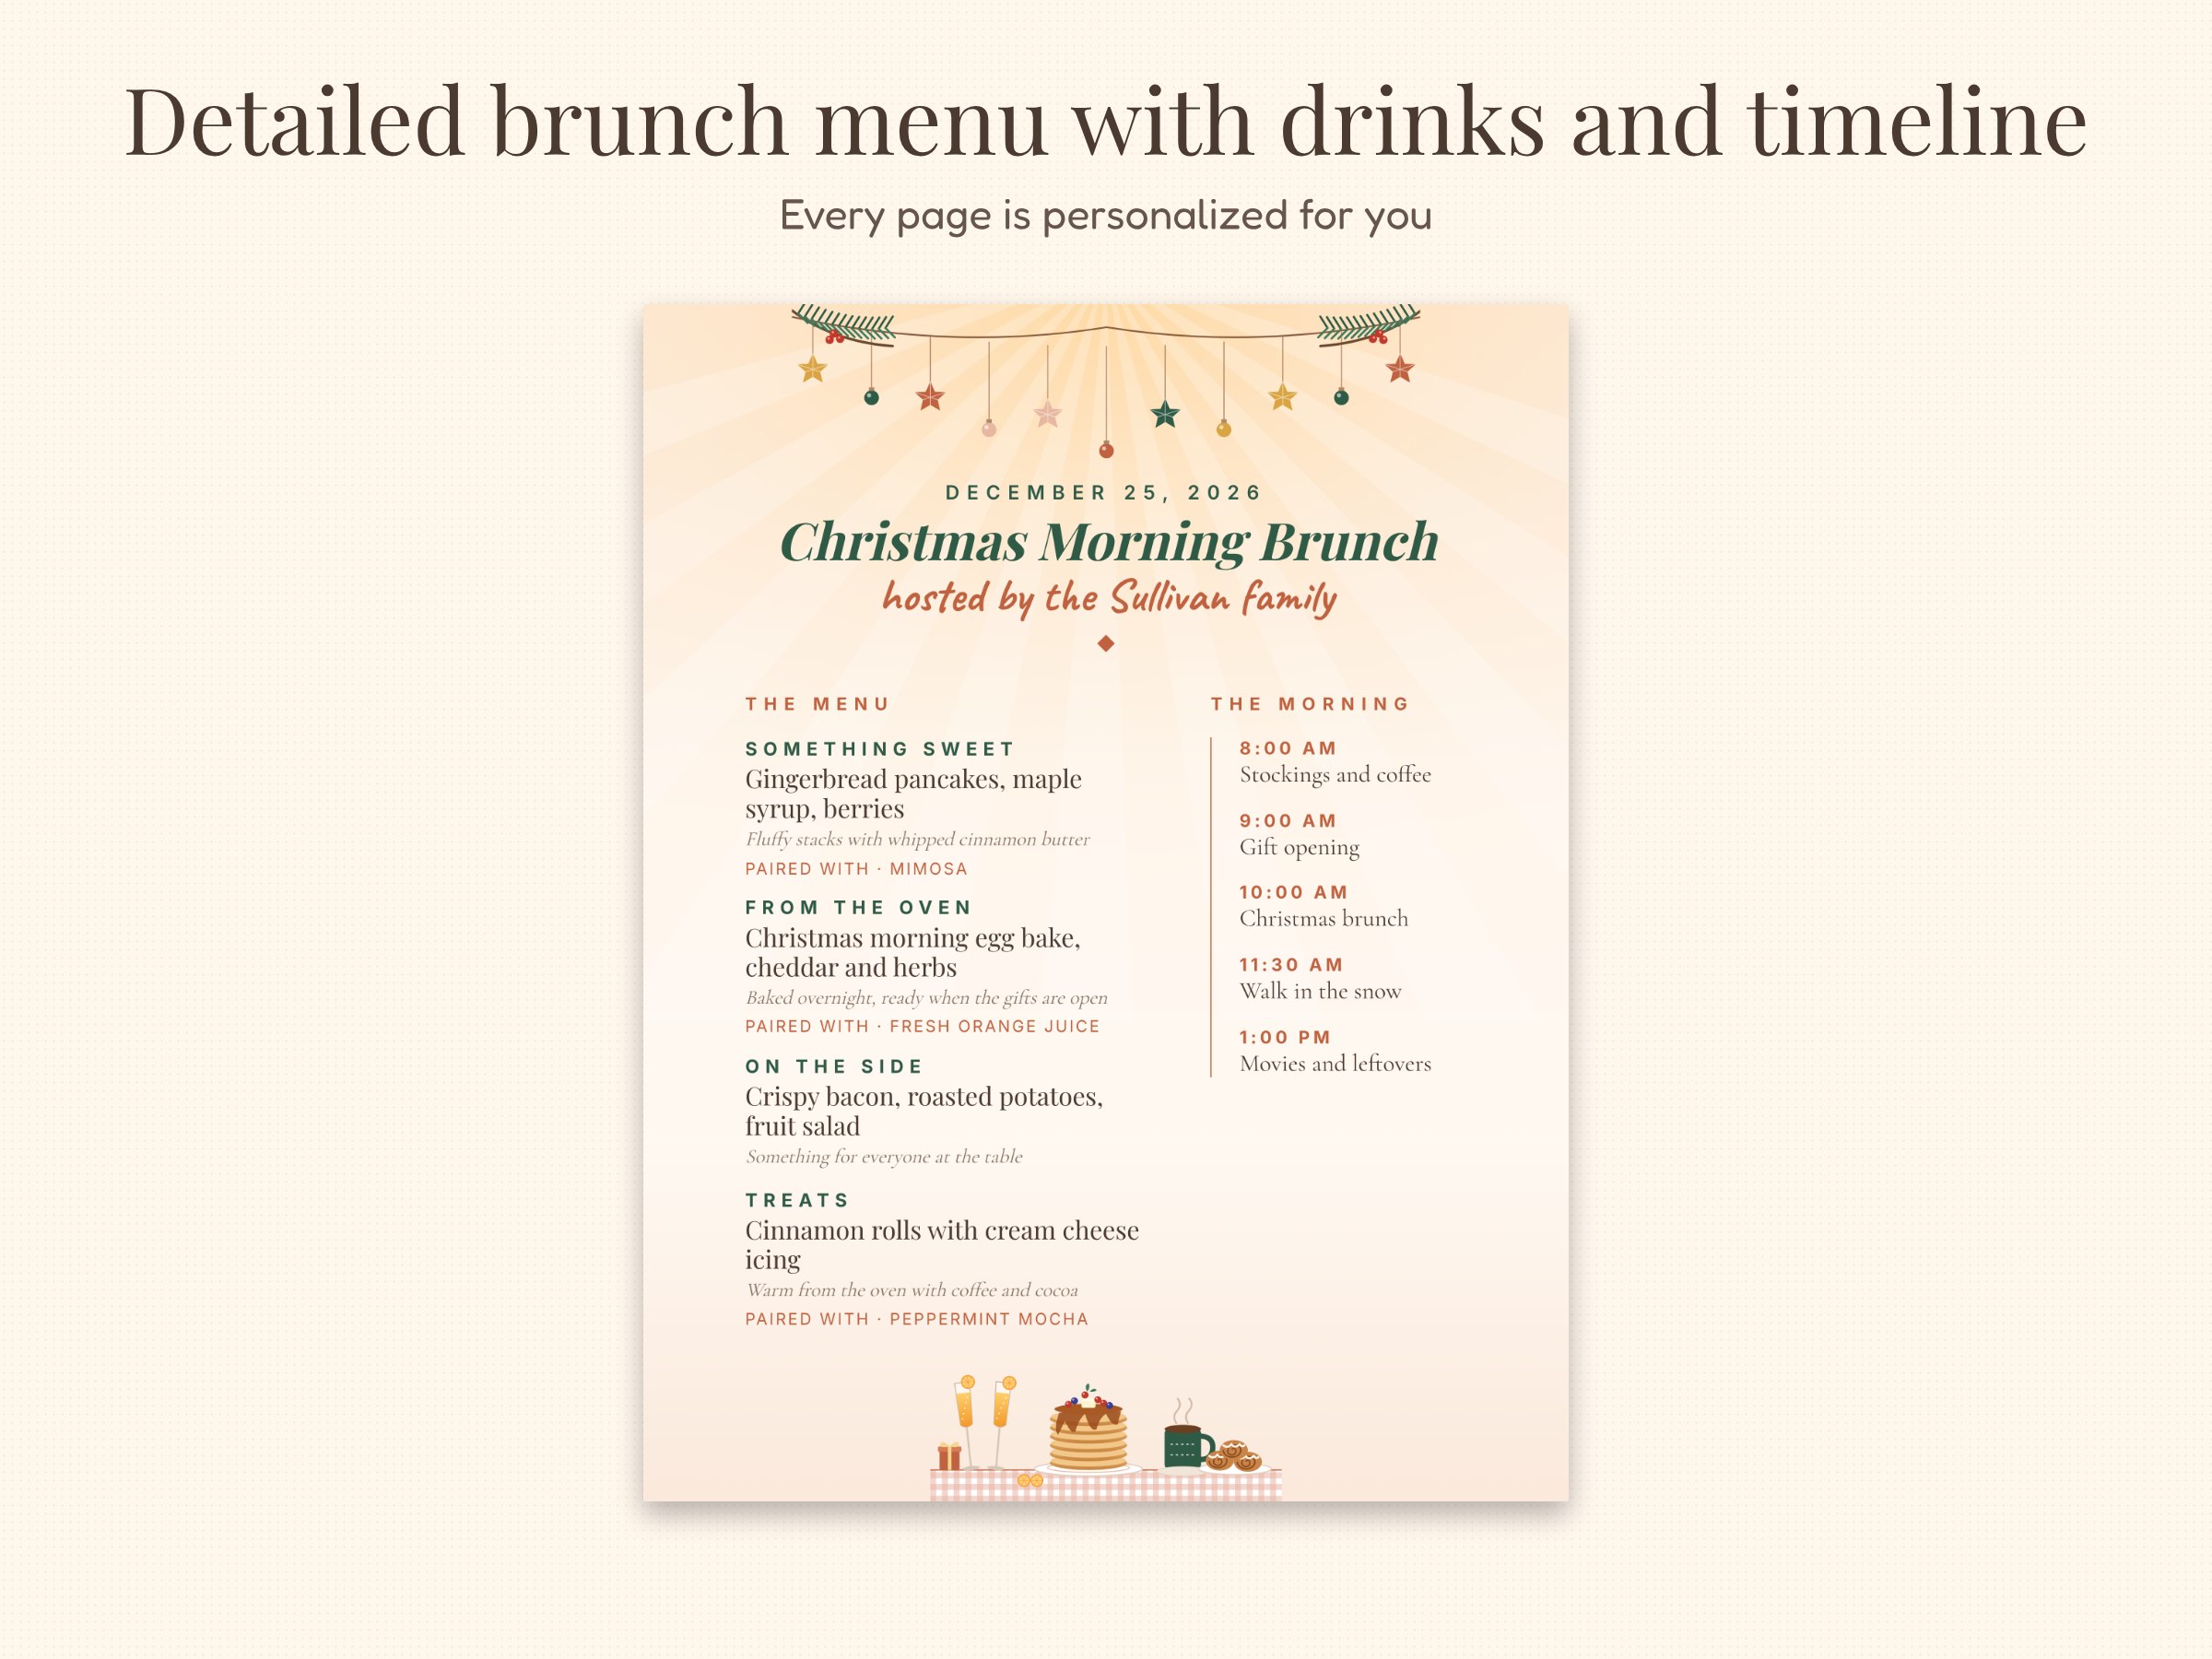 Detailed brunch menu with drinks and timeline
Every page is personalized for you
DECEMBER 25, 2026
Christmas Morning Brunch
hosted by the Sullivan family
THE MENU
SOMETHING SWEET
Gingerbread pancakes, maple
syrup, berries
Fluffy stacks with whipped cinnamon butter
PAIRED WITH · MIMOSA
FROM THE OVEN
Christmas morning egg bake,
cheddar and herbs
Baked overnight, ready when the gifts are open
PAIRED WITH · FRESH ORANGE JUICE
ON THE SIDE
Crispy bacon, roasted potatoes,
fruit salad
Something for everyone at the table
TREATS
Cinnamon rolls with cream cheese
icing
Warm from the oven with coffee and cocoa
PAIRED WITH · PEPPERMINT MOCHA
THE MORNING
8:00 AM
Stockings and coffee
9:00 AM
Gift opening
10:00 AM
Christmas brunch
11:30 AM
Walk in the snow
1:00 PM
Movies and leftovers